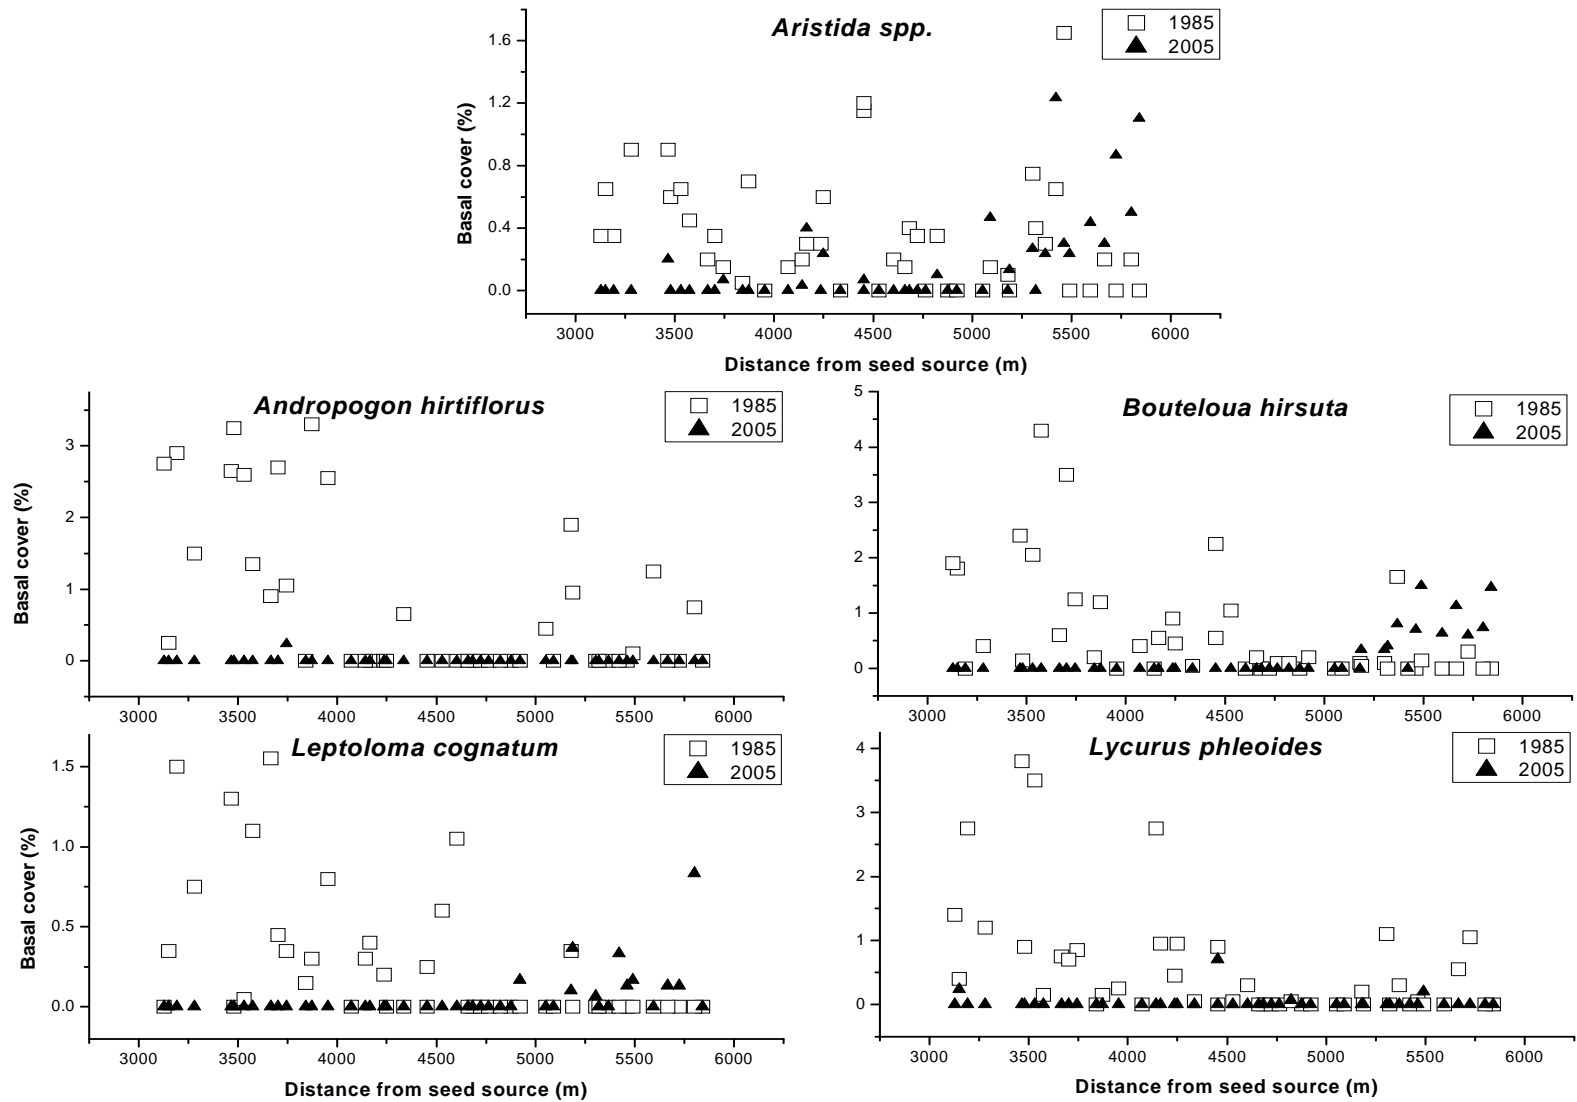 Aristida spp.
1985
2005
Basal cover (%)
1.6
1.2
0.8
0.4
0.0
3000 3500 4000 4500 5000 5500 6000
Distance from seed source (m)
Andropogon hirtiflorus
1985
2005
Basal cover (%)
3
2
1
0
3000 3500 4000 4500 5000 5500 6000
Bouteloua hirsuta
1985
2005
5
4
3
2
1
0
3000 3500 4000 4500 5000 5500 6000
Leptoloma cognatum
1985
2005
Basal cover (%)
1.5
1.0
0.5
0.0
3000 3500 4000 4500 5000 5500 6000
Distance from seed source (m)
Lycurus phleoides
1985
2005
4
3
2
1
0
3000 3500 4000 4500 5000 5500 6000
Distance from seed source (m)